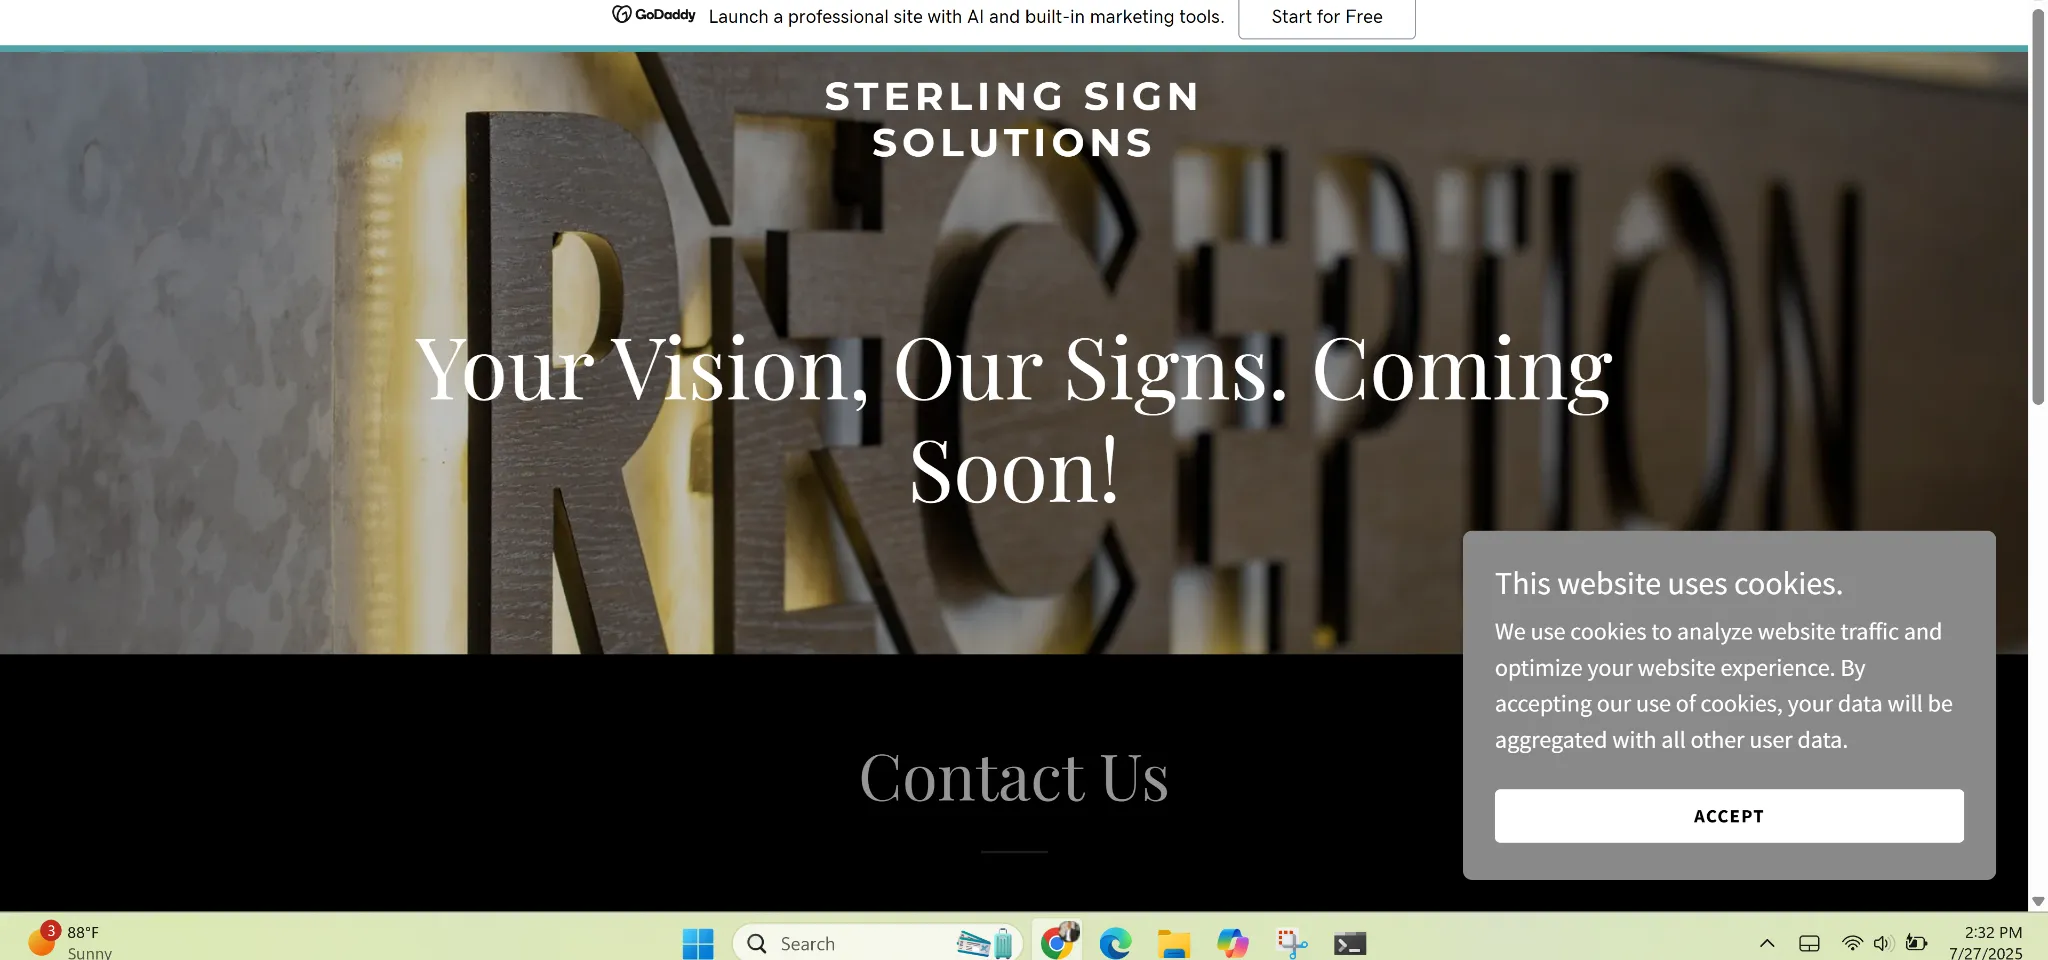 GoDaddy Launch a professional site with AI and built-in marketing tools. Start for Free
STERLING SIGN
SOLUTIONS
RECEPTION
Your Vision, Our Signs. Coming
Soon!
This website uses cookies.
We use cookies to analyze website traffic and
optimize your website experience. By
accepting our use of cookies, your data will be
aggregated with all other user data.
ACCEPT
Contact Us
3
88°F
Sunny
Search
2:32 PM
7/27/2025